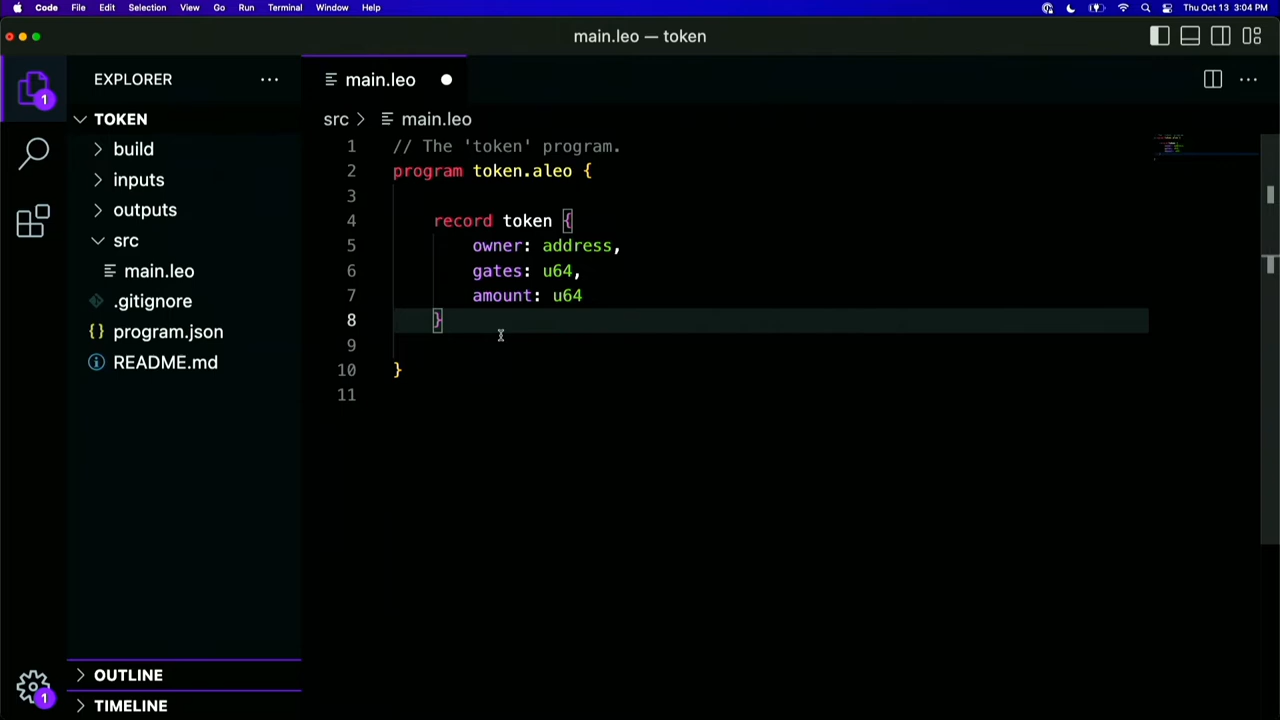 Code File Edit Selection View Go Run Terminal Window Help Thu Oct 13 3:04 PM
main.leo — token
EXPLORER
main.leo
TOKEN
build
inputs
outputs
src
main.leo
.gitignore
program.json
README.md
OUTLINE
TIMELINE
1
1
src > main.leo
1 // The 'token' program.
2 program token.aleo {
3
4 record token {
5 owner: address,
6 gates: u64,
7 amount: u64
8 }
9
10 }
11